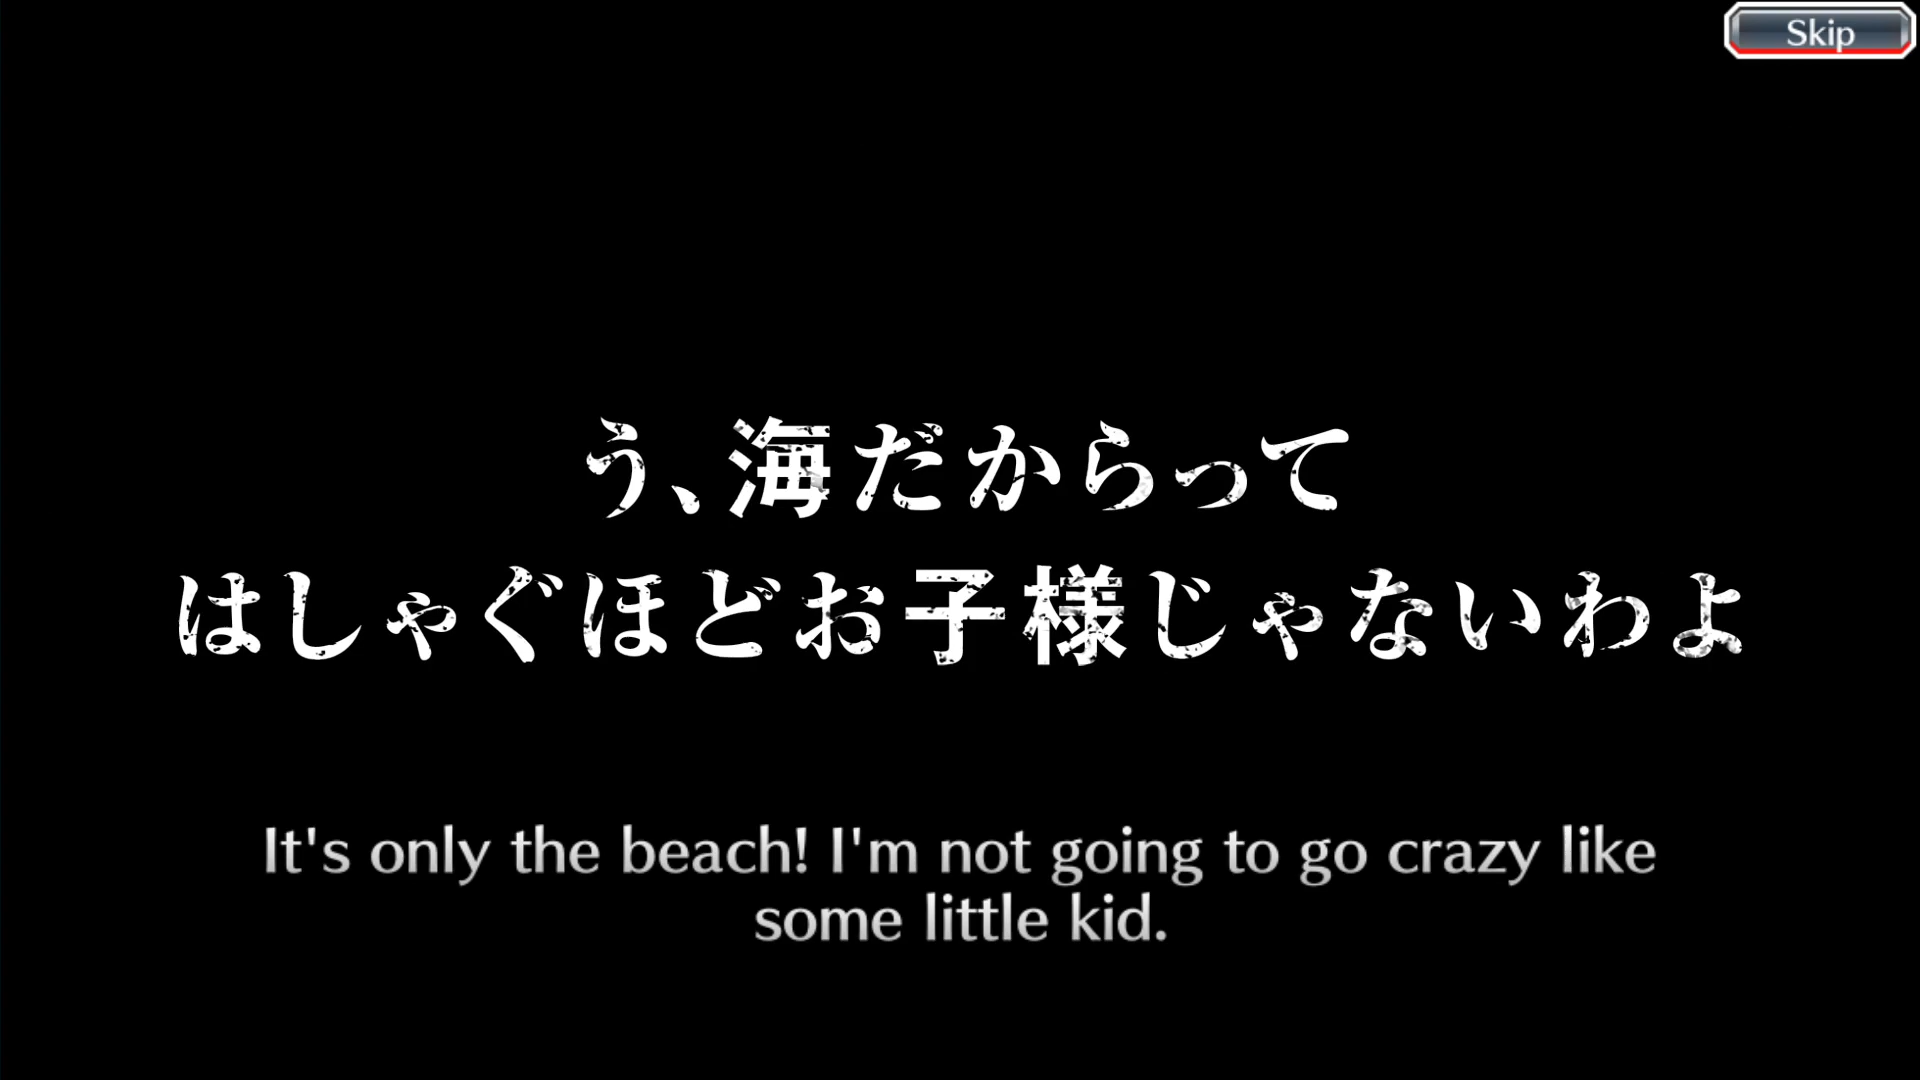 Skip
う、海だからって
はしゃぐほどお子様じゃないわよ
It's only the beach! I'm not going to go crazy like
some little kid.